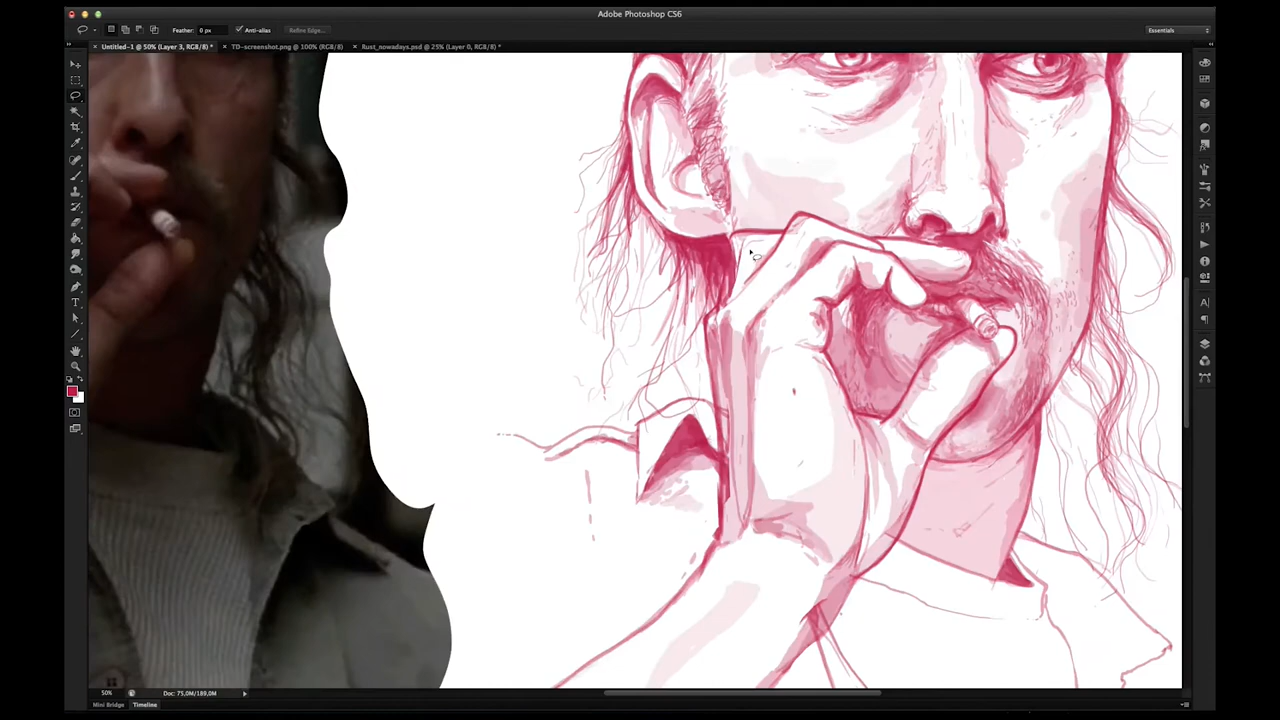 Adobe Photoshop CS6
Feather: 0 px Anti-alias Refine Edge... Essentials
Untitled-1 @ 50% (Layer 3, RGB/8) * TD-screenshot.png @ 100% (RGB/8) Rust_nowadays.psd @ 25% (Layer 0, RGB/8) *
50% Doc: 75,0M/189,0M
Mini Bridge Timeline